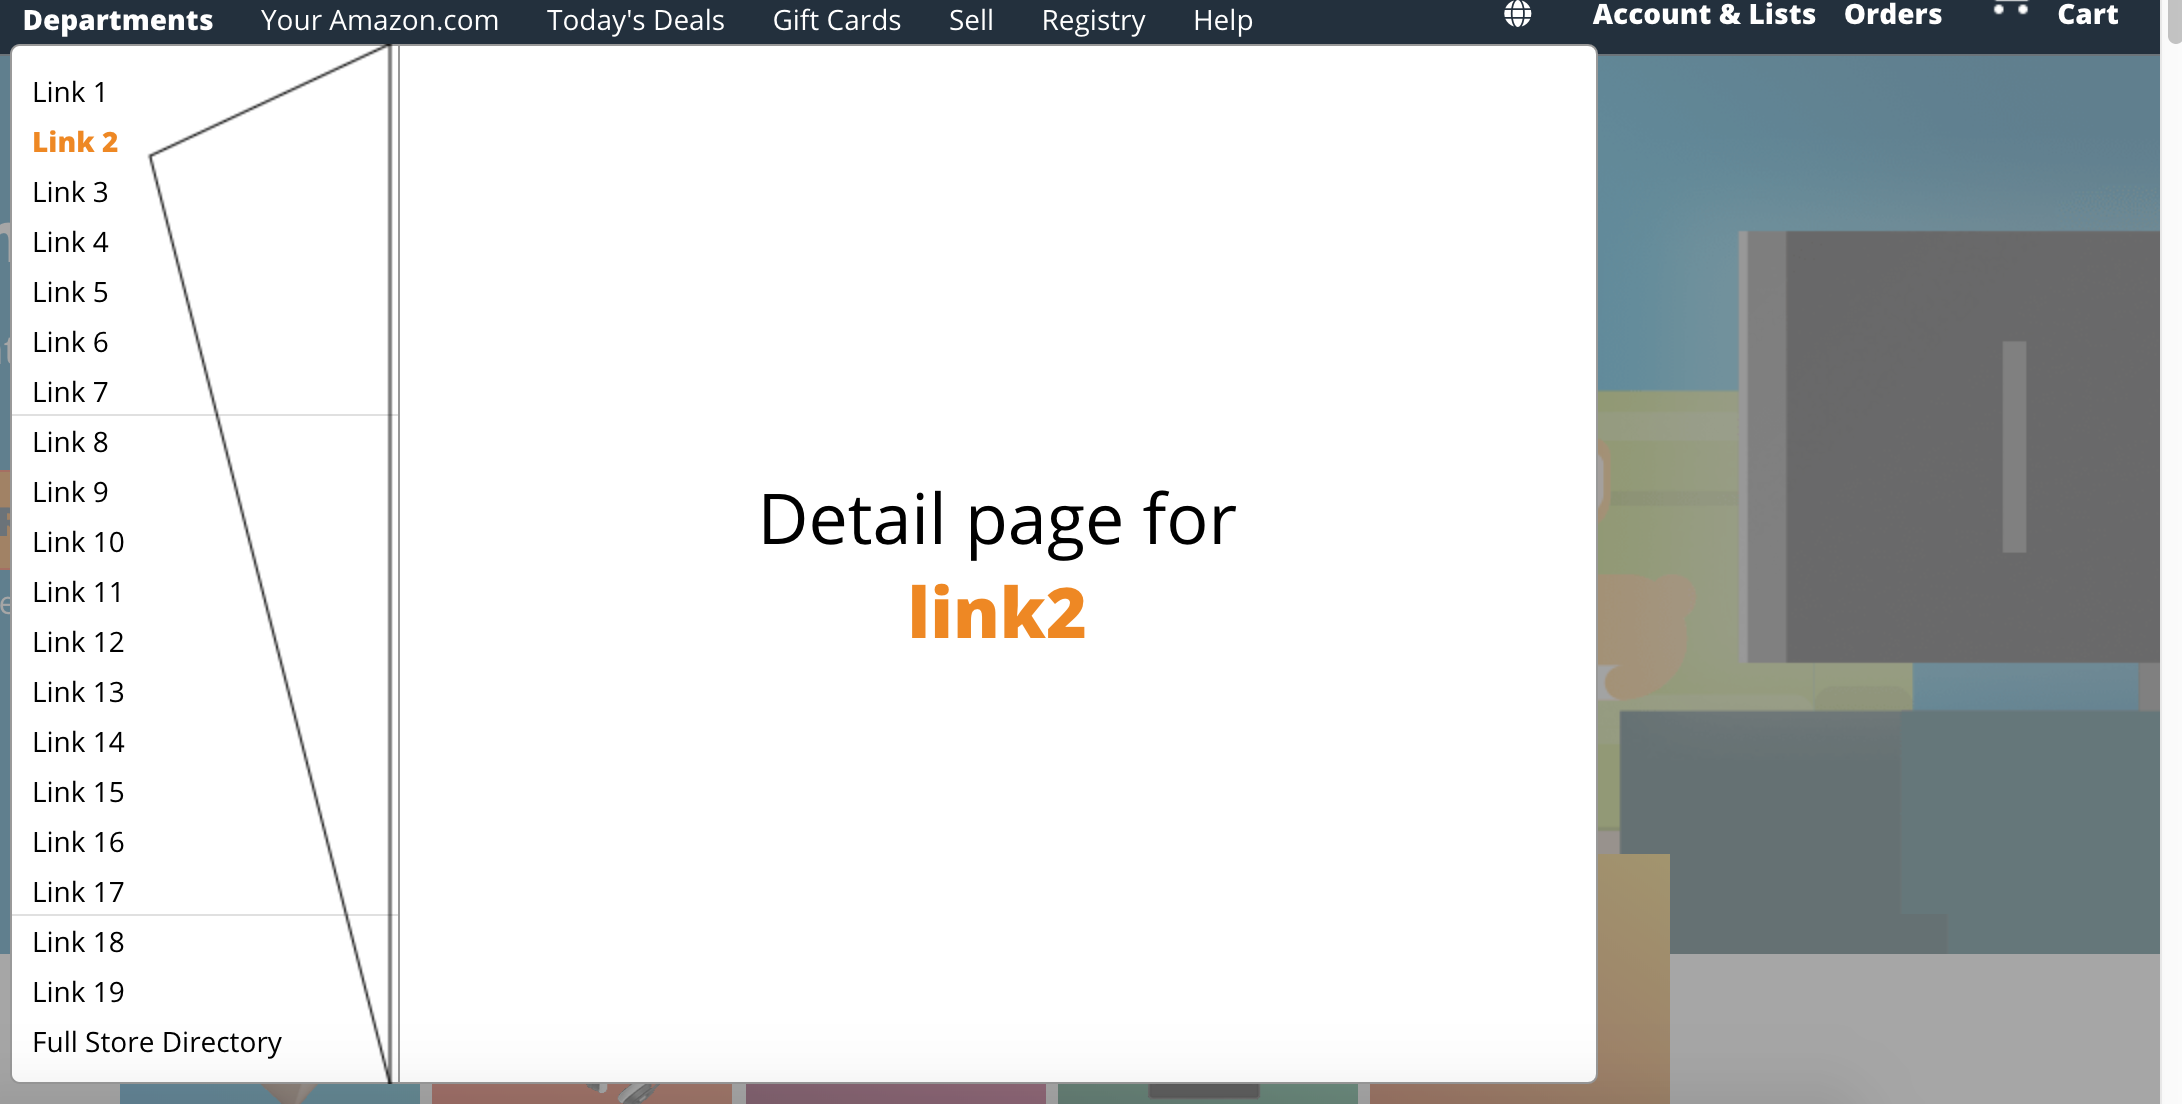 Departments Your Amazon.com Today's Deals Gift Cards Sell Registry Help Account & Lists Orders Cart
Link 1
Link 2
Link 3
Link 4
Link 5
Link 6
Link 7
Link 8
Link 9
Link 10
Link 11
Link 12
Link 13
Link 14
Link 15
Link 16
Link 17
Link 18
Link 19
Full Store Directory
Detail page for
link2